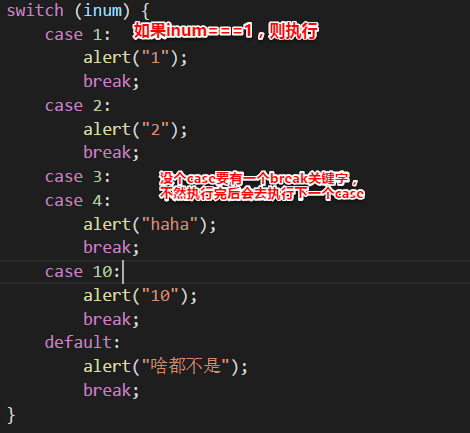 switch (inum) {
case 1: 如果inum===1，则执行
alert("1");
break;
case 2:
alert("2");
break;
case 3: 没个case要有一个break关键字，
case 4: 不然执行完后会去执行下一个case
alert("haha");
break;
case 10:
alert("10");
break;
default:
alert("啥都不是");
break;
}